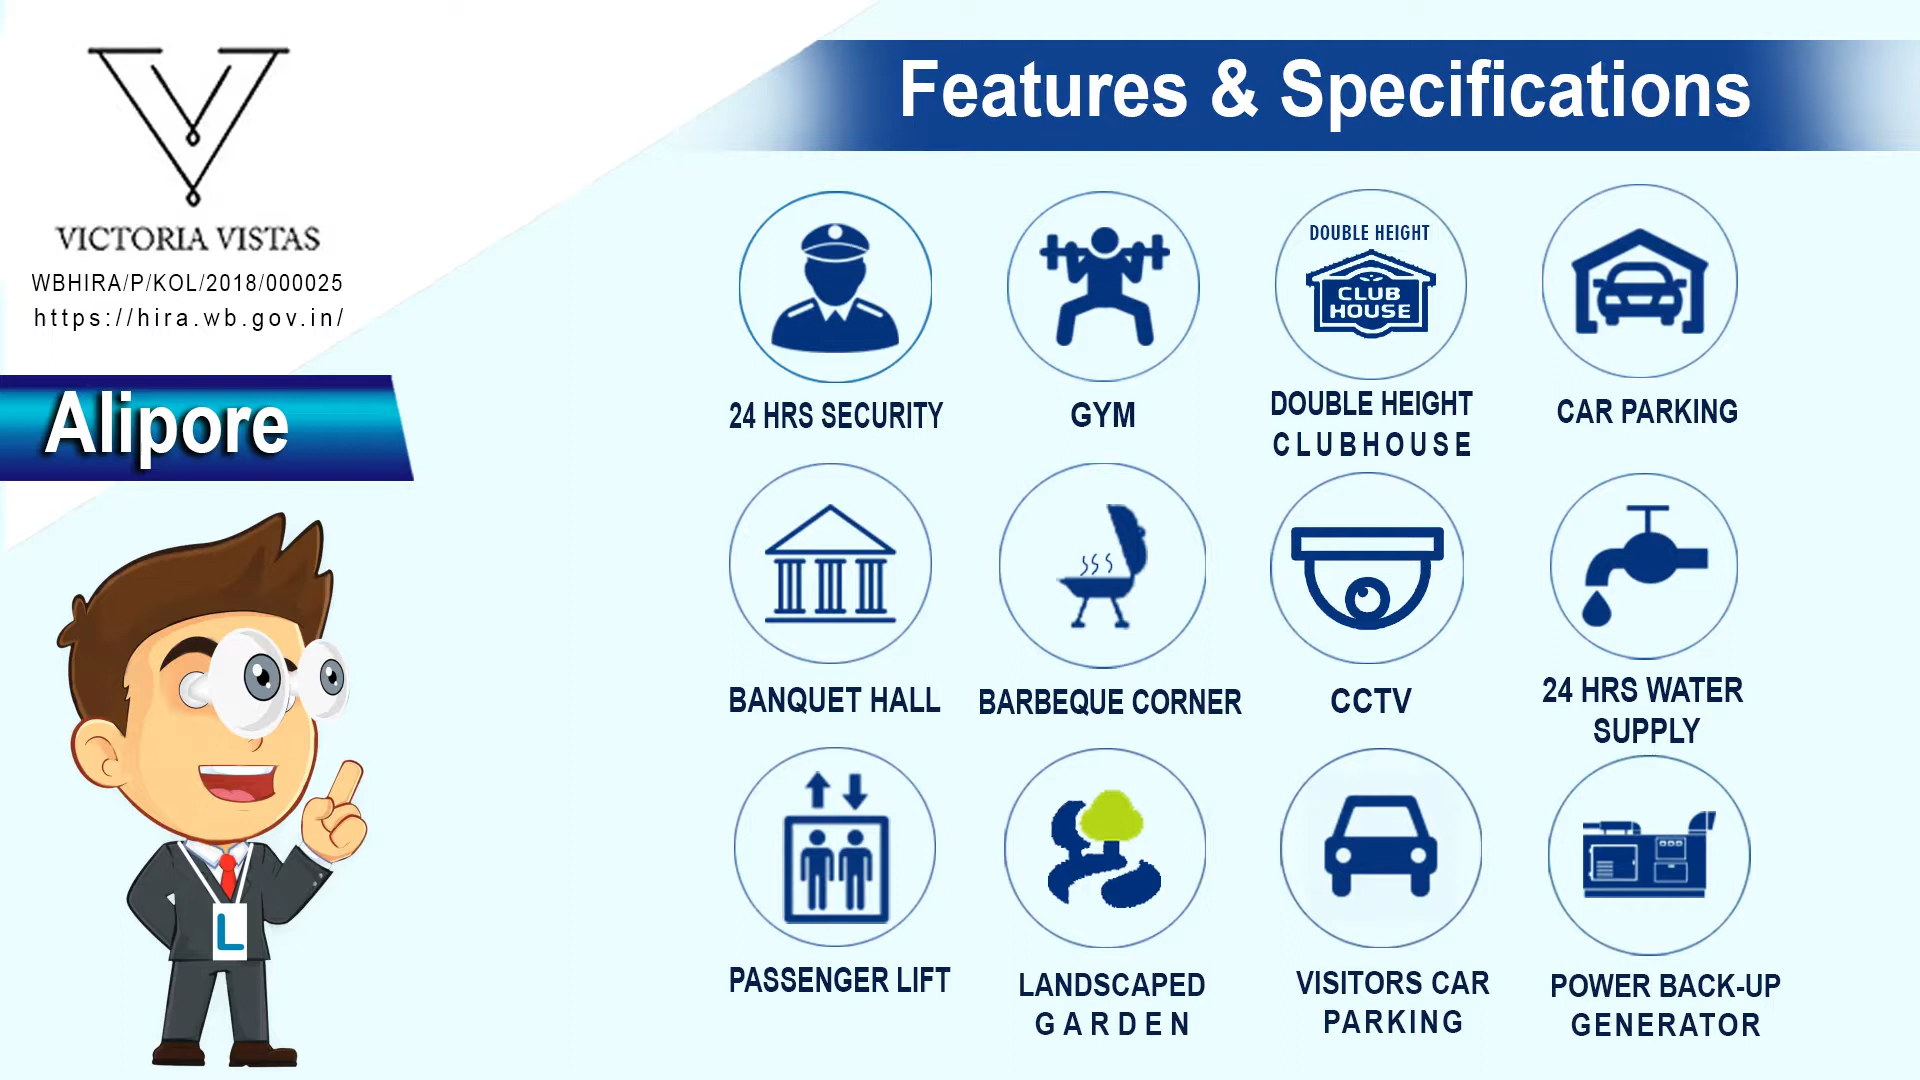 VICTORIA VISTAS
WBHIRA/P/KOL/2018/000025
https://hira.wb.gov.in/
Alipore
L
Features & Specifications
24 HRS SECURITY
GYM
DOUBLE HEIGHT
CLUB
HOUSE
DOUBLE HEIGHT
CLUBHOUSE
CAR PARKING
BANQUET HALL
BARBEQUE CORNER
CCTV
24 HRS WATER
SUPPLY
PASSENGER LIFT
LANDSCAPED
GARDEN
VISITORS CAR
PARKING
POWER BACK-UP
GENERATOR